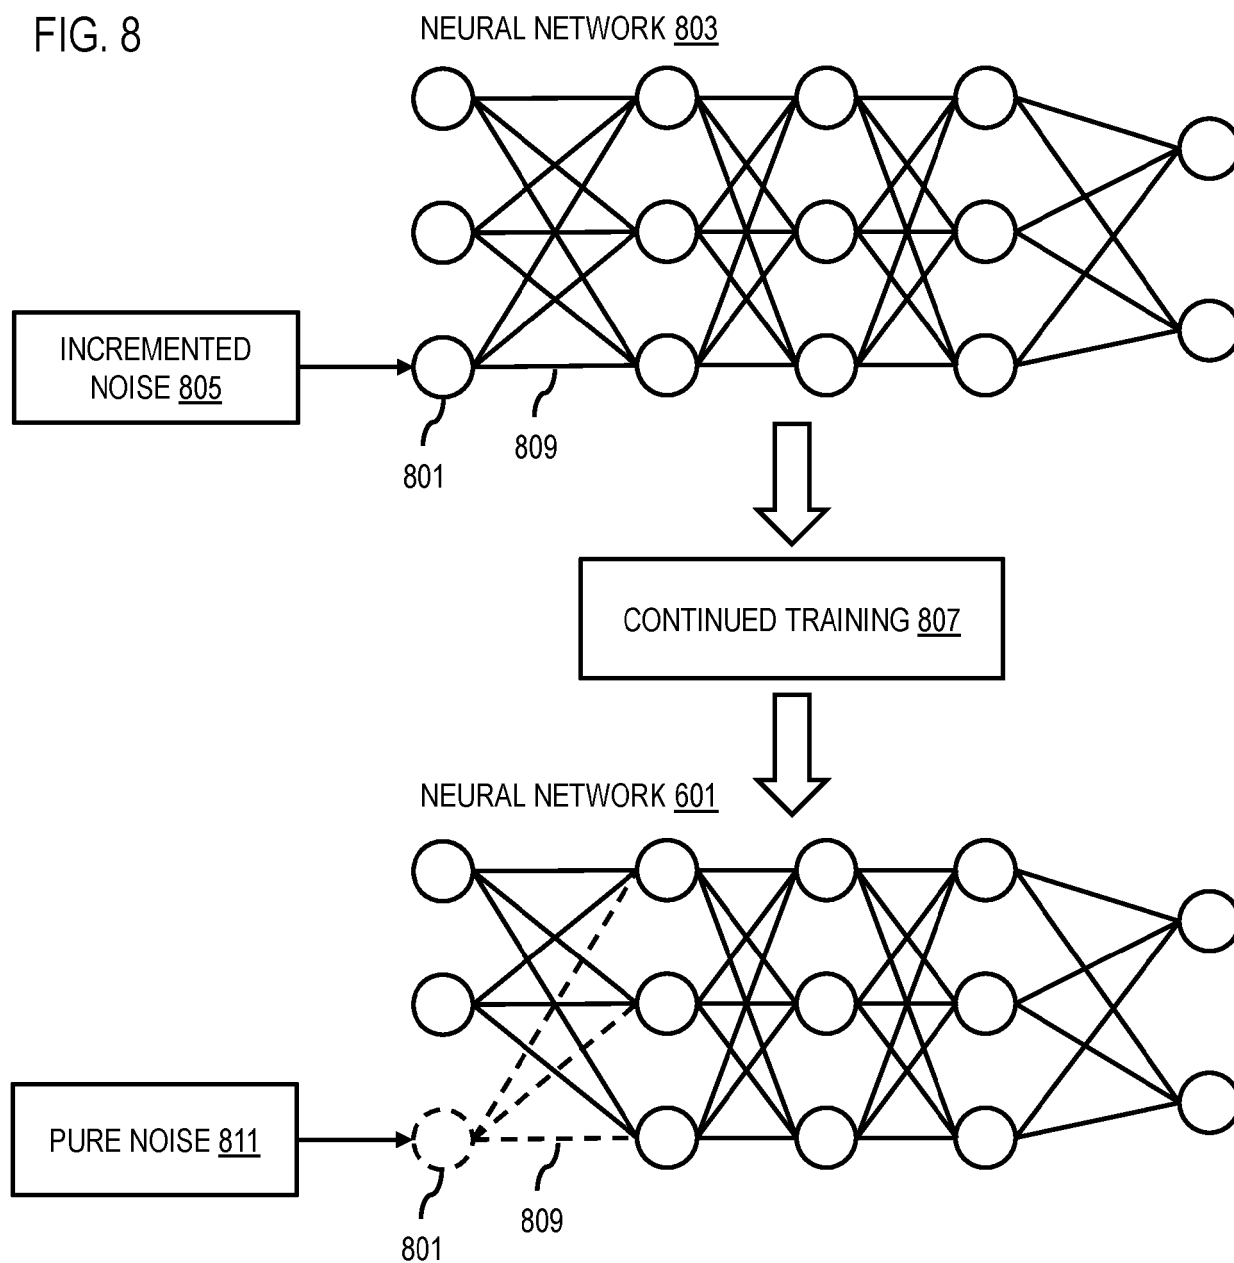 FIG. 8
NEURAL NETWORK 803
INCREMENTED
NOISE 805
809
801
CONTINUED TRAINING 807
NEURAL NETWORK 601
PURE NOISE 811
809
801